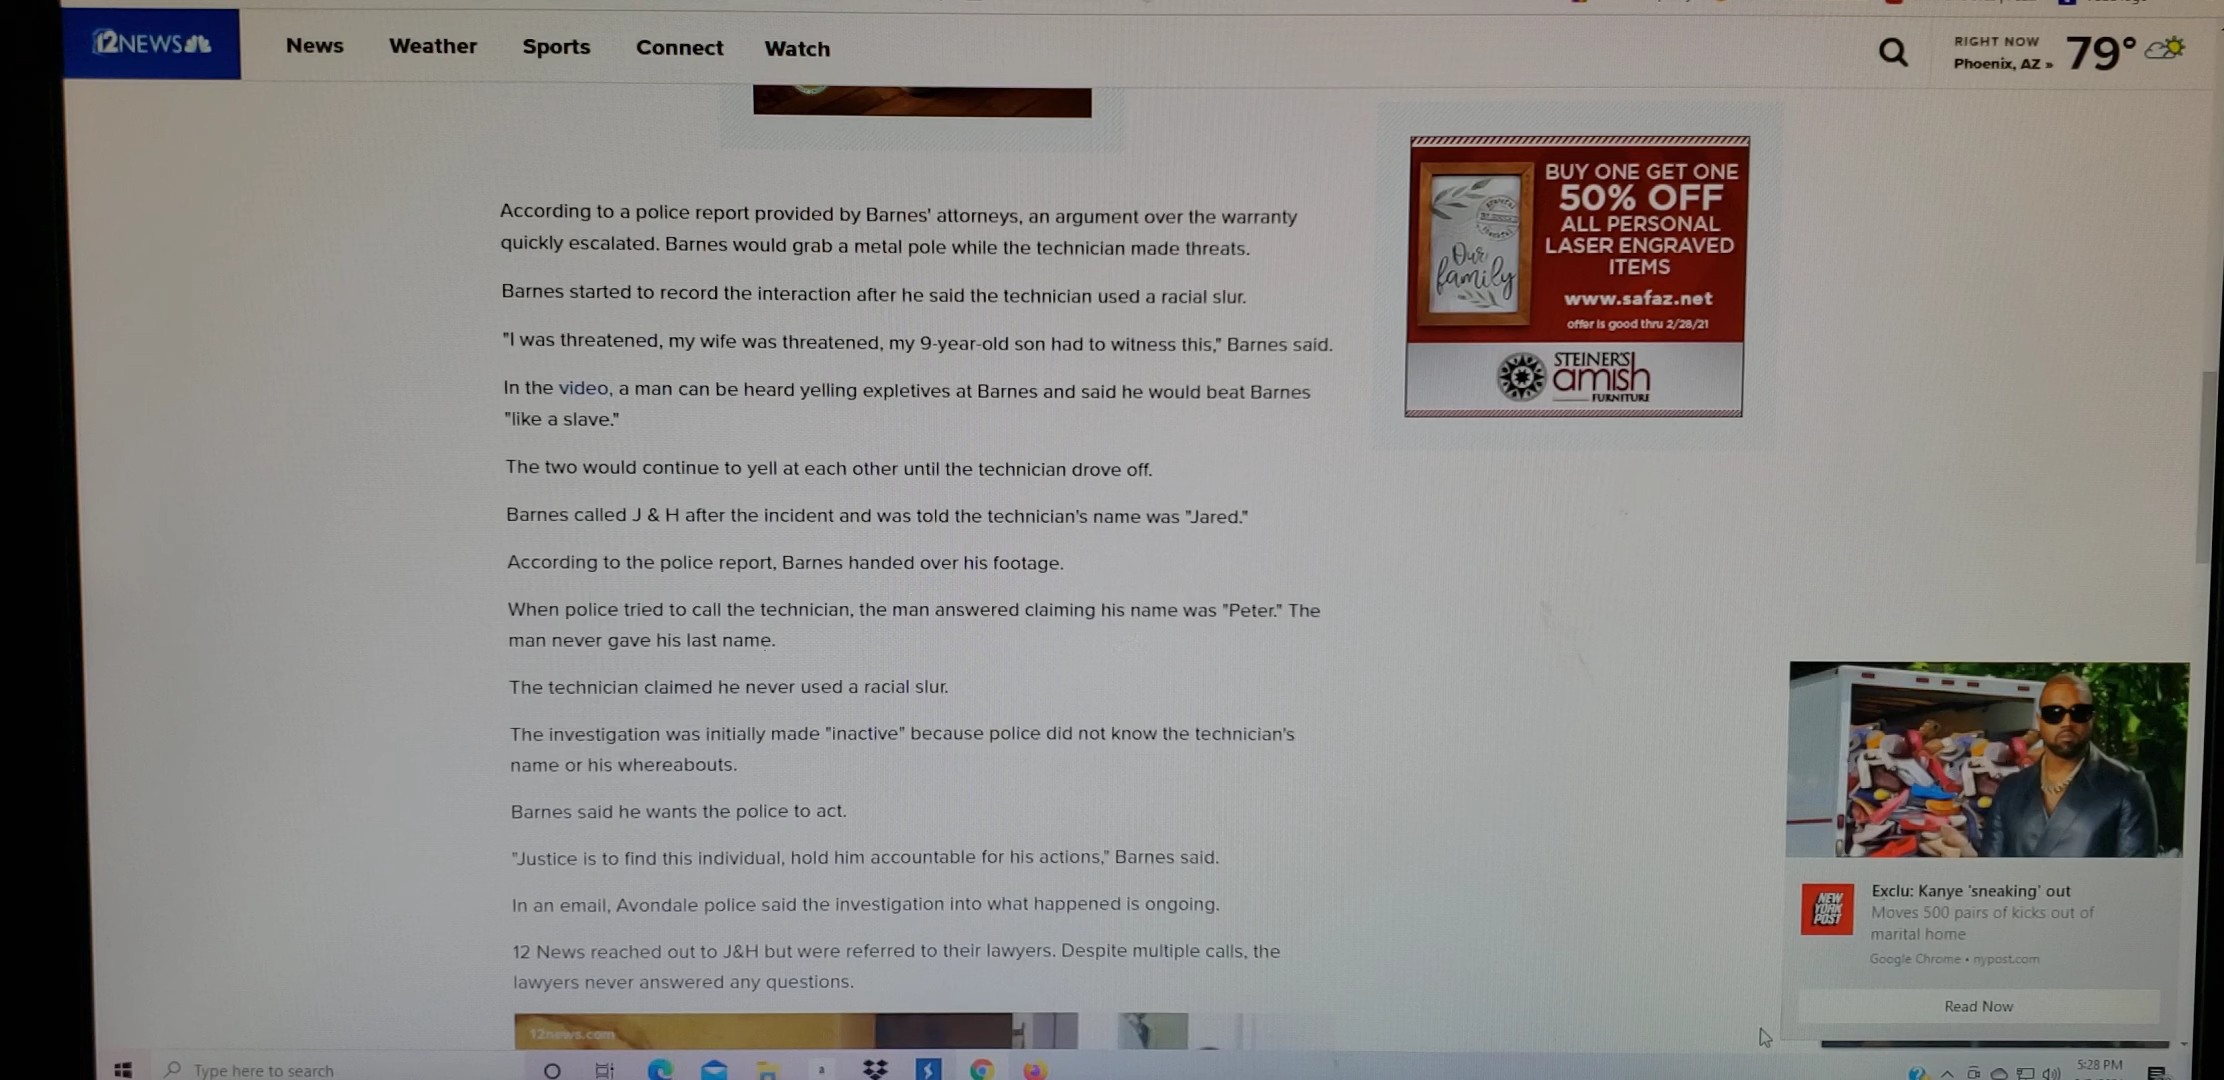 12NEWS
News Weather Sports Connect Watch
RIGHT NOW
Phoenix, AZ »
79°
BUY ONE GET ONE
50% OFF
ALL PERSONAL
LASER ENGRAVED
ITEMS
www.safaz.net
offer is good thru 2/28/21
STEINER'S
amish
FURNITURE
Our
family
According to a police report provided by Barnes' attorneys, an argument over the warranty
quickly escalated. Barnes would grab a metal pole while the technician made threats.
Barnes started to record the interaction after he said the technician used a racial slur.
"I was threatened, my wife was threatened, my 9-year-old son had to witness this," Barnes said.
In the video, a man can be heard yelling expletives at Barnes and said he would beat Barnes
"like a slave."
The two would continue to yell at each other until the technician drove off.
Barnes called J & H after the incident and was told the technician's name was "Jared."
According to the police report, Barnes handed over his footage.
When police tried to call the technician, the man answered claiming his name was "Peter." The
man never gave his last name.
The technician claimed he never used a racial slur.
The investigation was initially made "inactive" because police did not know the technician's
name or his whereabouts.
Barnes said he wants the police to act.
"Justice is to find this individual, hold him accountable for his actions," Barnes said.
In an email, Avondale police said the investigation into what happened is ongoing.
12 News reached out to J&H but were referred to their lawyers. Despite multiple calls, the
lawyers never answered any questions.
12news.com
NEW
YORK
POST
Exclu: Kanye 'sneaking' out
Moves 500 pairs of kicks out of
marital home
Google Chrome • nypost.com
Read Now
Type here to search
a
5:28 PM